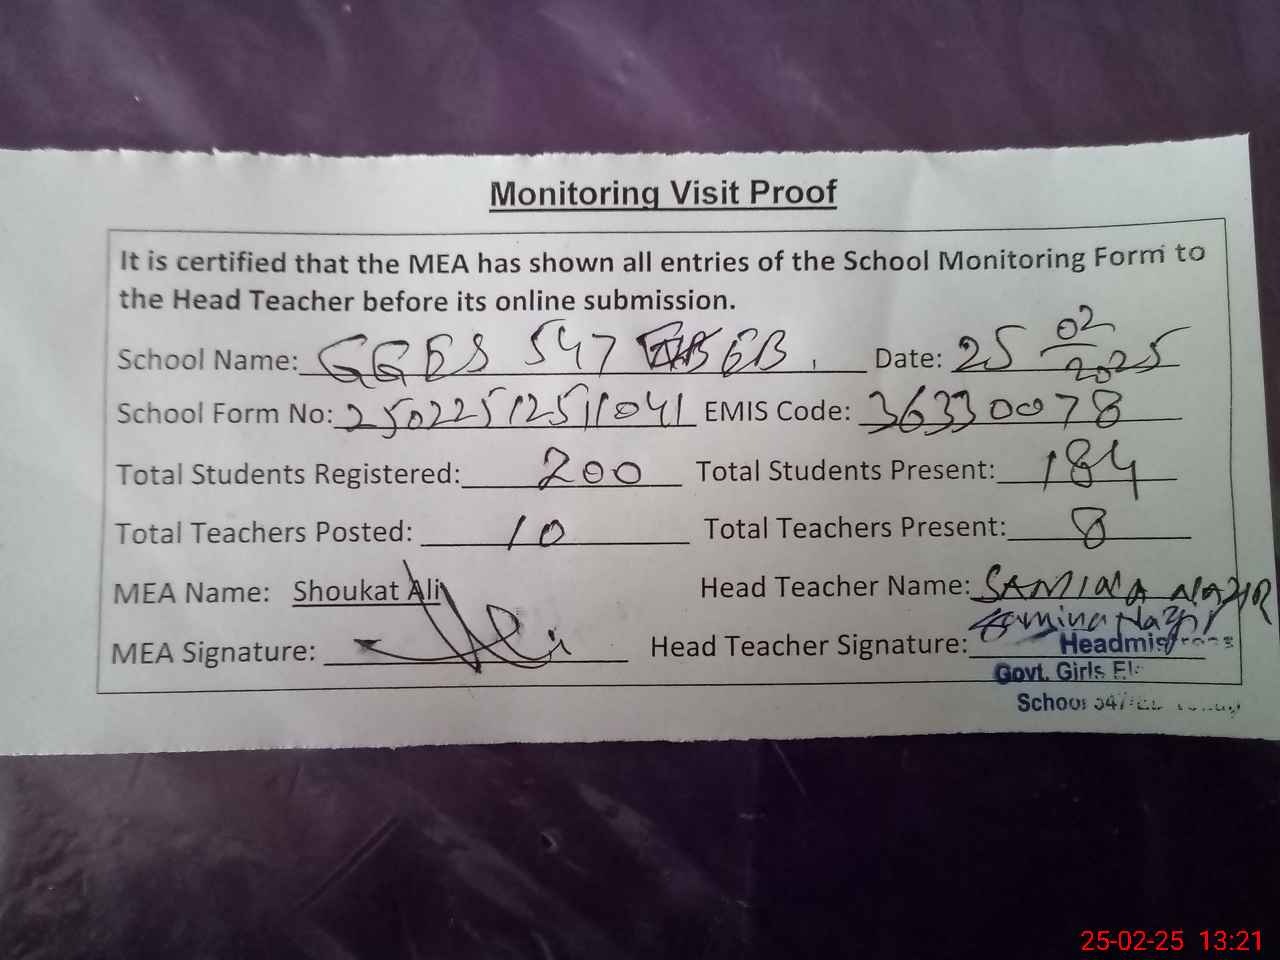 Monitoring Visit Proof
It is certified that the MEA has shown all entries of the School Monitoring Form to
the Head Teacher before its online submission.
School Name: GGES 547 EB. Date: 25 02 2025
School Form No: 25022512511041 EMIS Code: 36330078
Total Students Registered: 200 Total Students Present: 184
Total Teachers Posted: 10 Total Teachers Present: 8
MEA Name: Shoukat Ali Head Teacher Name: SAMINA NAZIR
MEA Signature: Head Teacher Signature: Samina Nazir
Headmistress
Govt. Girls
School 547
25-02-25 13:21